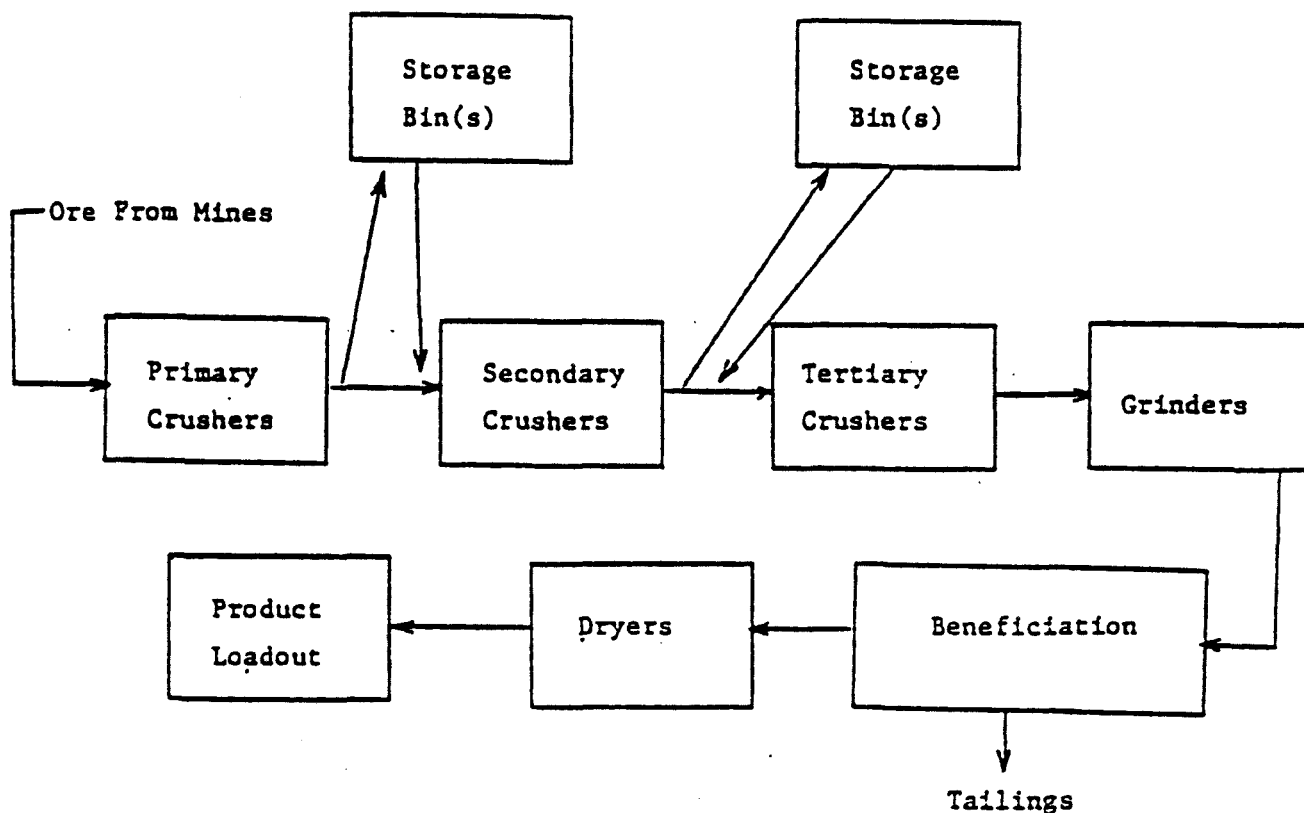 Storage
Bin(s)
Storage
Bin(s)
Ore From Mines
Primary
Crushers
Secondary
Crushers
Tertiary
Crushers
Grinders
Product
Loadout
Dryers
Beneficiation
Tailings